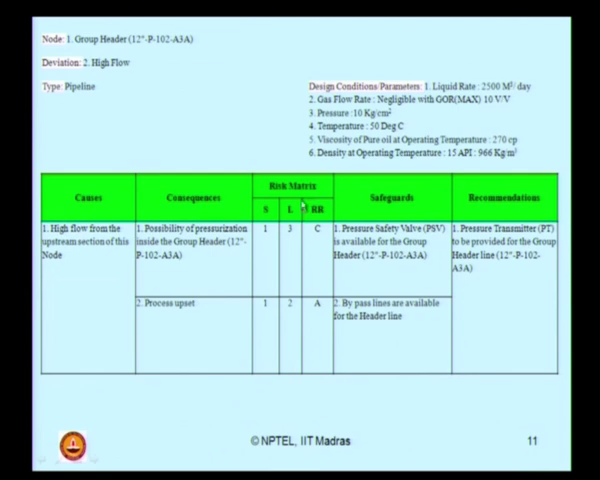 Node: 1. Group Header (12"-P-102-A3A)
Deviation: 2. High Flow
Type: Pipeline
Design Conditions/Parameters: 1. Liquid Rate : 2500 M³/ day
2. Gas Flow Rate : Negligible with GOR(MAX) 10 V/V
3. Pressure :10 Kg/cm²
4. Temperature : 50 Deg C
5. Viscosity of Pure oil at Operating Temperature : 270 cp
6. Density at Operating Temperature : 15 API : 966 Kg/m³
Causes
Consequences
Risk Matrix
S
L
RR
Safeguards
Recommendations
1. High flow from the
upstream section of this
Node
1. Possibility of pressurization
inside the Group Header (12"-
P-102-A3A)
1
3
C
1. Pressure Safety Valve (PSV)
is available for the Group
Header (12"-P-102-A3A)
1. Pressure Transmitter (PT)
to be provided for the Group
Header line (12"-P-102-
A3A)
2. Process upset
1
2
A
2. By pass lines are available
for the Header line
© NPTEL, IIT Madras
11